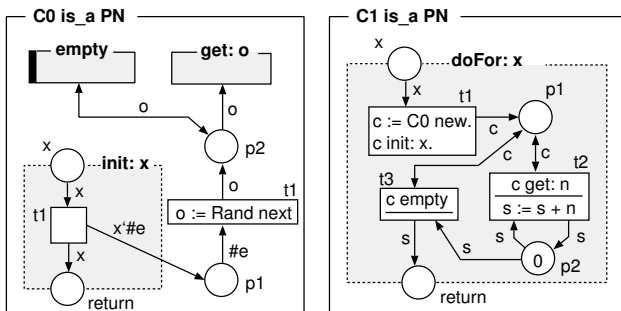 C0 is_a PN
empty
get: o
o
o
p2
x
init: x
o
x
t1
t1
o := Rand next
x
x‘#e
#e
p1
return
C1 is_a PN
x
doFor: x
x
t1
p1
c := C0 new.
c init: x.
c
c
c
t2
t3
c empty
c get: n
s := s + n
s
s
s
s
0
p2
return